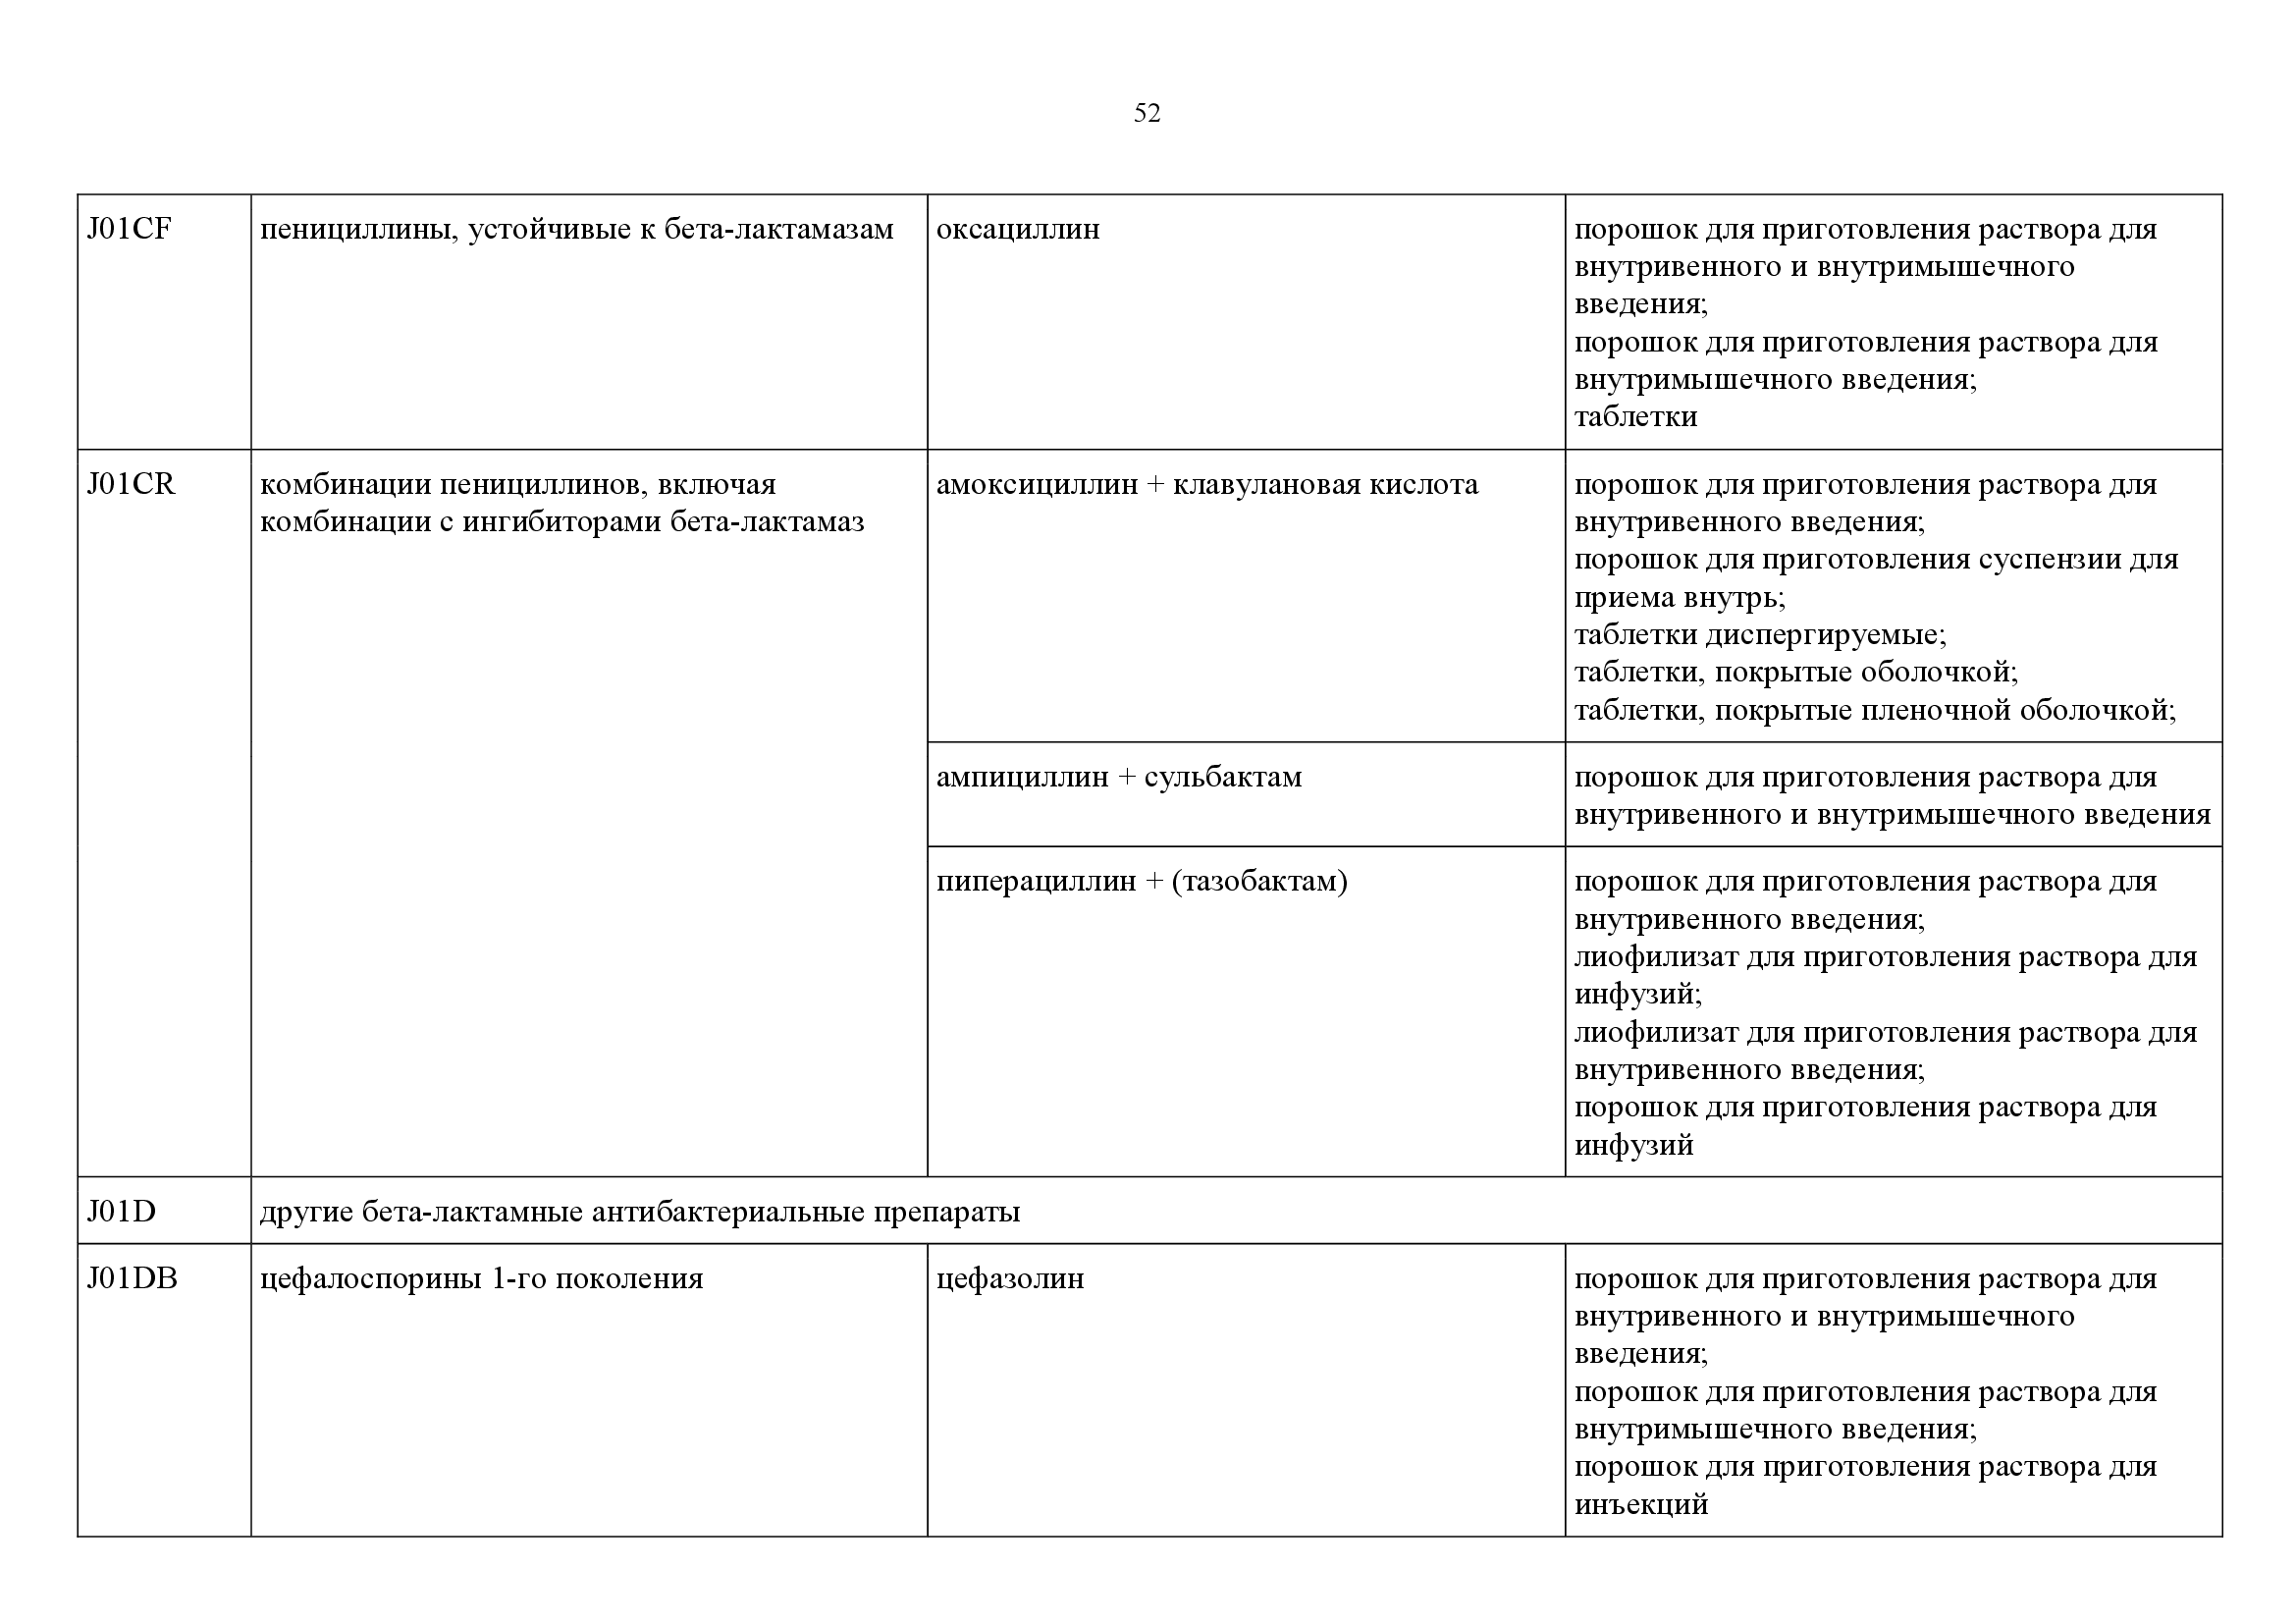 52
J01CF
пенициллины, устойчивые к бета-лактамазам
оксациллин
порошок для приготовления раствора для
внутривенного и внутримышечного
введения;
порошок для приготовления раствора для
внутримышечного введения;
таблетки
J01CR
комбинации пенициллинов, включая
комбинации с ингибиторами бета-лактамаз
амоксициллин + клавулановая кислота
порошок для приготовления раствора для
внутривенного введения;
порошок для приготовления суспензии для
приема внутрь;
таблетки диспергируемые;
таблетки, покрытые оболочкой;
таблетки, покрытые пленочной оболочкой;
ампициллин + сульбактам
порошок для приготовления раствора для
внутривенного и внутримышечного введения
пиперациллин + (тазобактам)
порошок для приготовления раствора для
внутривенного введения;
лиофилизат для приготовления раствора для
инфузий;
лиофилизат для приготовления раствора для
внутривенного введения;
порошок для приготовления раствора для
инфузий
J01D
другие бета-лактамные антибактериальные препараты
J01DB
цефалоспорины 1-го поколения
цефазолин
порошок для приготовления раствора для
внутривенного и внутримышечного
введения;
порошок для приготовления раствора для
внутримышечного введения;
порошок для приготовления раствора для
инъекций